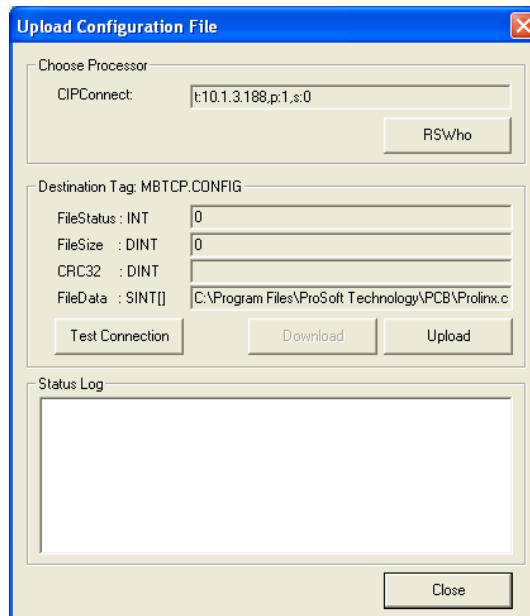 Upload Configuration File
Choose Processor
CIPConnect: t:10.1.3.188,p:1,s:0
RSWho
Destination Tag: MBTCP.CONFIG
FileStatus : INT 0
FileSize : DINT 0
CRC32 : DINT
FileData : SINT[] C:\Program Files\ProSoft Technology\PCB\Prolinx.c
Test Connection Download Upload
Status Log
Close